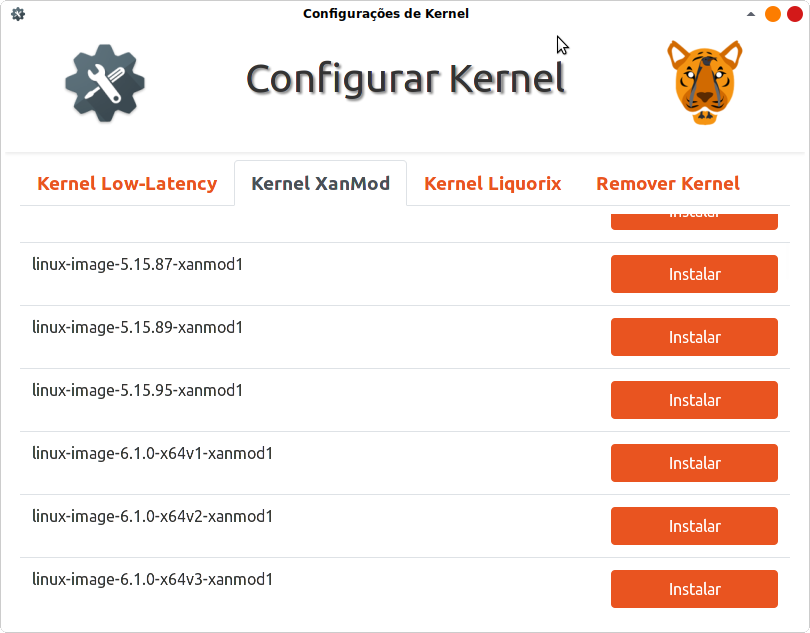 Configurações de Kernel
Configurar Kernel
Kernel Low-Latency Kernel XanMod Kernel Liquorix Remover Kernel
Instalar
linux-image-5.15.87-xanmod1 Instalar
linux-image-5.15.89-xanmod1 Instalar
linux-image-5.15.95-xanmod1 Instalar
linux-image-6.1.0-x64v1-xanmod1 Instalar
linux-image-6.1.0-x64v2-xanmod1 Instalar
linux-image-6.1.0-x64v3-xanmod1 Instalar